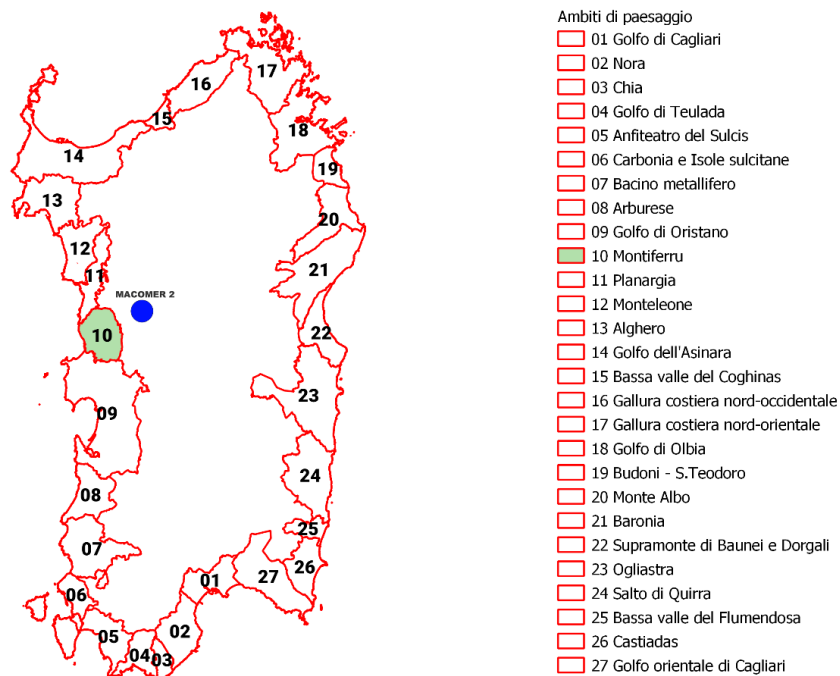 Ambiti di paesaggio
01 Golfo di Cagliari
02 Nora
03 Chia
04 Golfo di Teulada
05 Anfiteatro del Sulcis
06 Carbonia e Isole sulcitane
07 Bacino metallifero
08 Arburese
09 Golfo di Oristano
10 Montiferru
11 Planargia
12 Monteleone
13 Alghero
14 Golfo dell'Asinara
15 Bassa valle del Coghinas
16 Gallura costiera nord-occidentale
17 Gallura costiera nord-orientale
18 Golfo di Olbia
19 Budoni - S.Teodoro
20 Monte Albo
21 Baronia
22 Supramonte di Baunei e Dorgali
23 Ogliastra
24 Salto di Quirra
25 Bassa valle del Flumendosa
26 Castiadas
27 Golfo orientale di Cagliari
17
16
15
18
14
19
13
20
12
21
11
MACOMER 2
22
10
23
09
24
08
25
07
26
27
01
06
02
05
04
03